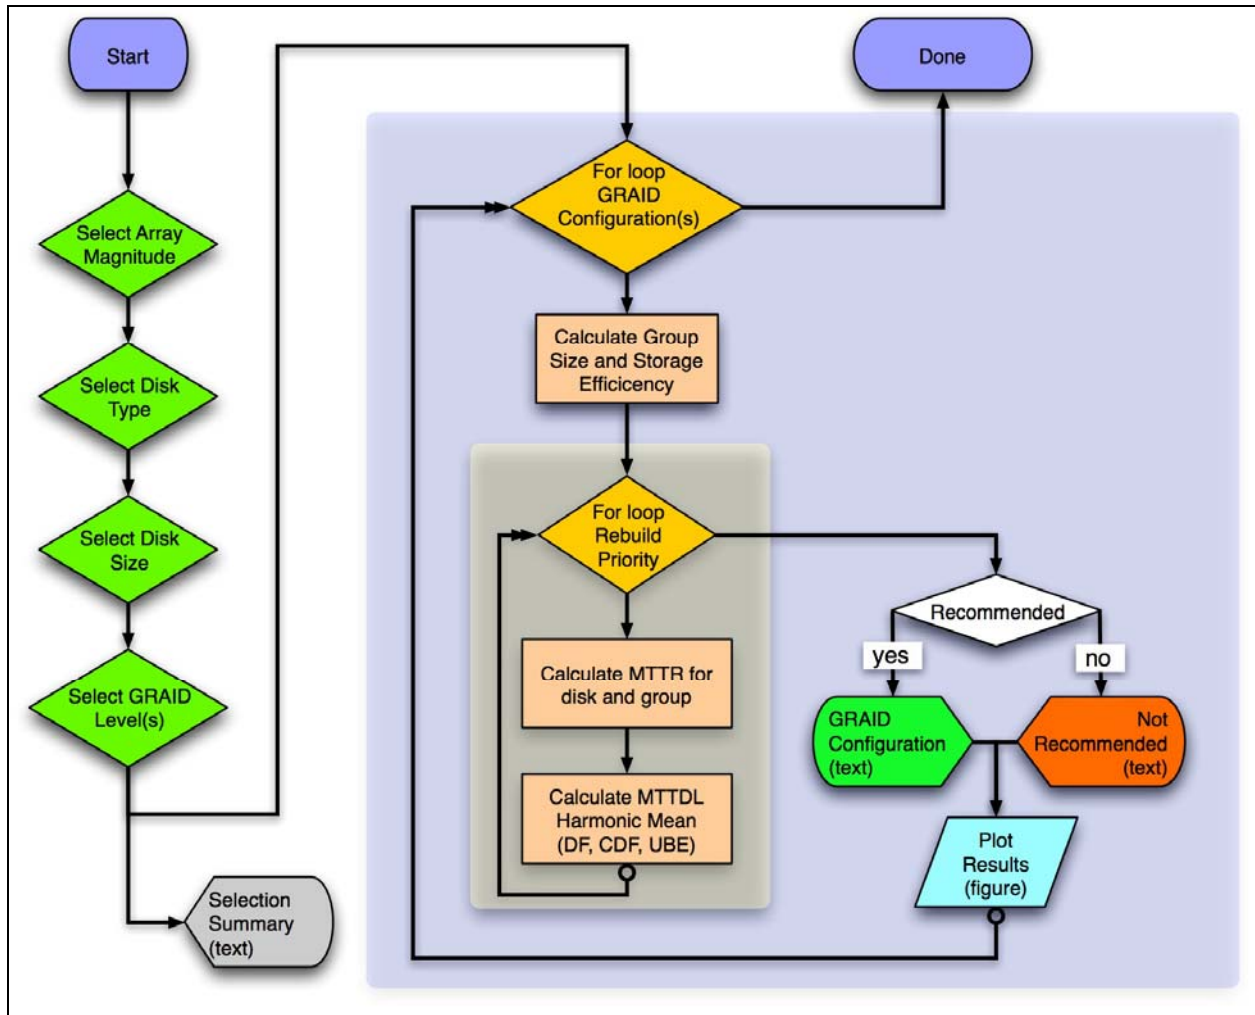 Start
Select Array
Magnitude
Select Disk
Type
Select Disk
Size
Select GRAID
Level(s)
Selection
Summary
(text)
Done
For loop
GRAID
Configuration(s)
Calculate Group
Size and Storage
Efficicency
For loop
Rebuild
Priority
Calculate MTTR for
disk and group
Calculate MTTDL
Harmonic Mean
(DF, CDF, UBE)
Recommended
yes
no
GRAID
Configuration
(text)
Not
Recommended
(text)
Plot
Results
(figure)